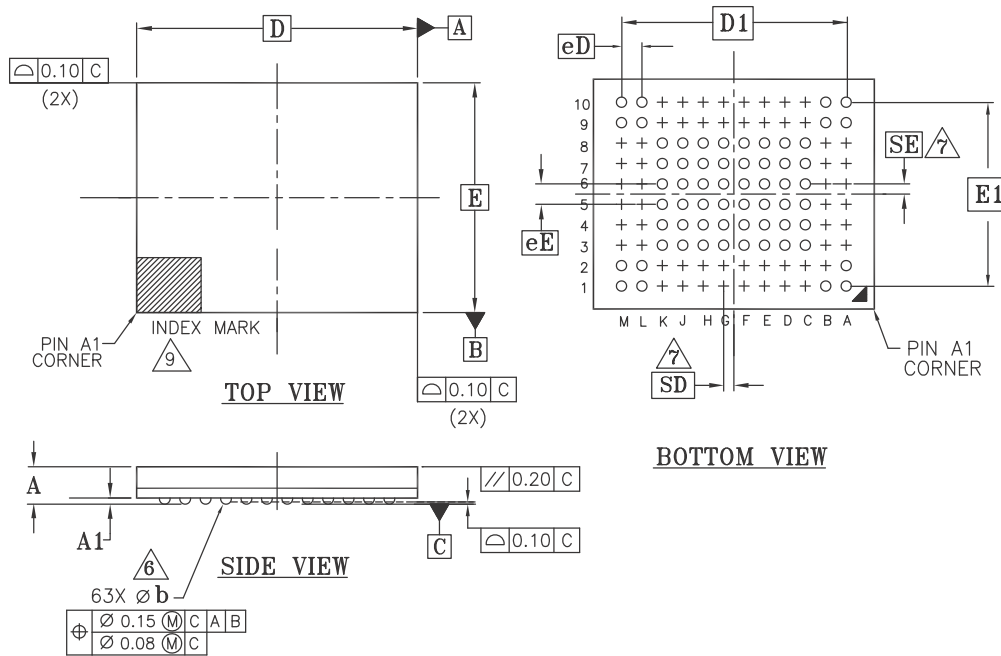 D
A
⌓ 0.10 C
(2X)
E
PIN A1
CORNER
INDEX MARK
9
B
TOP VIEW
⌓ 0.10 C
(2X)
D1
eD
10
9
8
7
6
5
4
3
2
1
SE
7
E1
eE
M L K J H G F E D C B A
7
SD
PIN A1
CORNER
BOTTOM VIEW
A
A1
// 0.20 C
C
⌓ 0.10 C
6
SIDE VIEW
63X Ø b
⌖ Ø 0.15 Ⓜ C A B
Ø 0.08 Ⓜ C